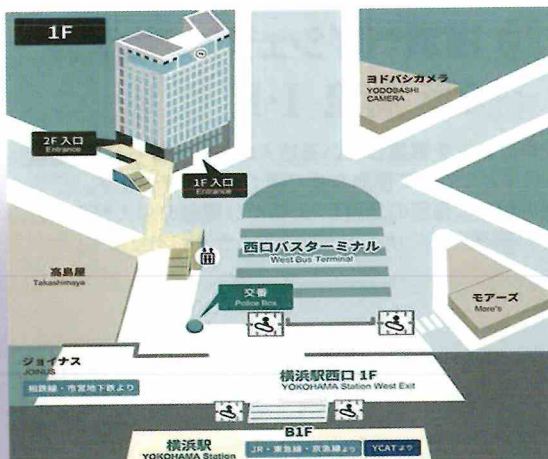 1F
ヨドバシカメラ
YODOBASHI
CAMERA
2F 入口
Entrance
1F 入口
Entrance
西口バスターミナル
West Bus Terminal
高島屋
Takashimaya
交番
Police Box
モアーズ
More's
ジョイナス
JOINUS
相鉄線・市営地下鉄より
横浜駅西口 1F
YOKOHAMA Station West Exit
B1F
横浜駅
YOKOHAMA Station
JR・東急線・京急線より
YCATより